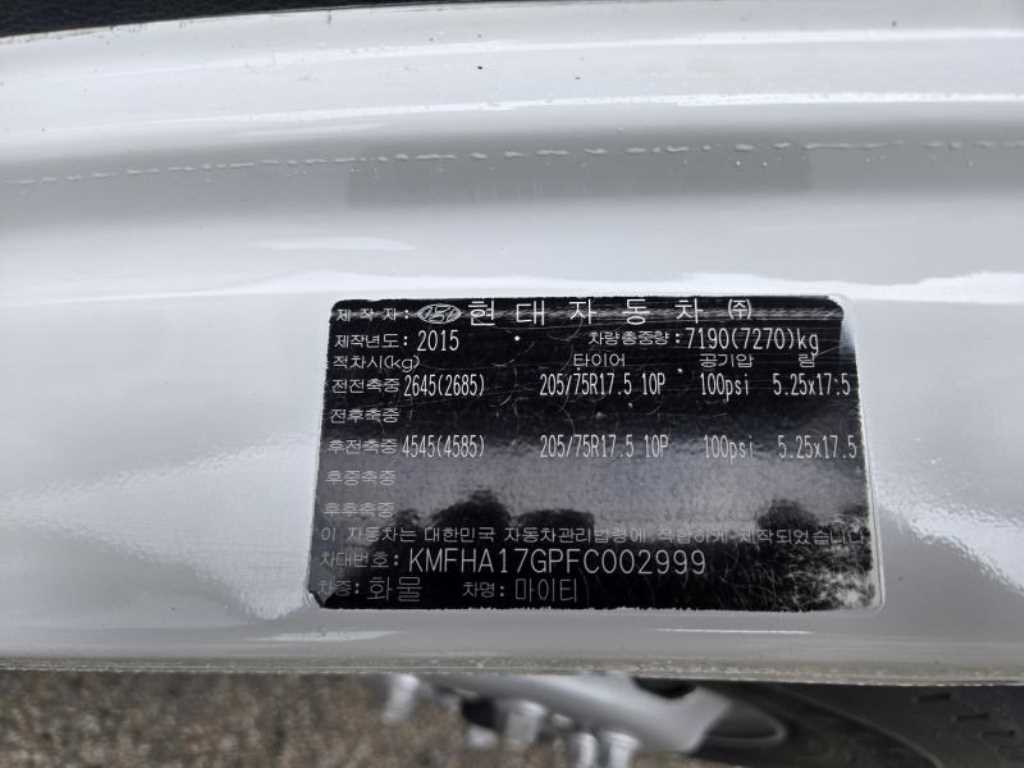 제 작 자 : 현 대 자 동 차 ㈜
제작년도 : 2015 차량총중량 : 7190(7270)kg
적차시(kg) 타이어 공기압 림
전전축중 2645(2685) 205/75R17.5 10P 100psi 5.25x17.5
전후축중
후전축중 4545(4585) 205/75R17.5 10P 100psi 5.25x17.5
후중축중
후후축중
이 자동차는 대한민국 자동차관리법령에 적합하게 제작되었습니다
차대번호 : KMFHA17GPFC002999
차종 : 화물 차명 : 마이티